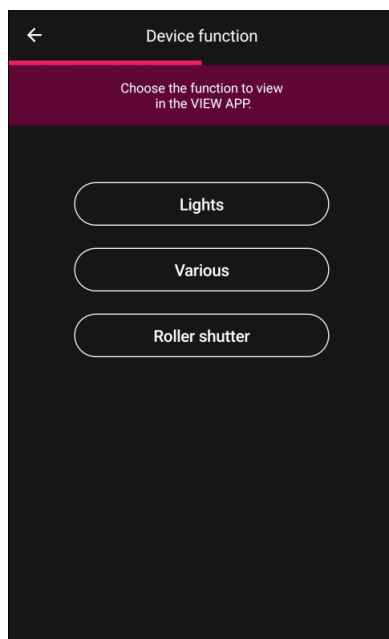 Device function
Choose the function to view
in the VIEW APP.
Lights
Various
Roller shutter